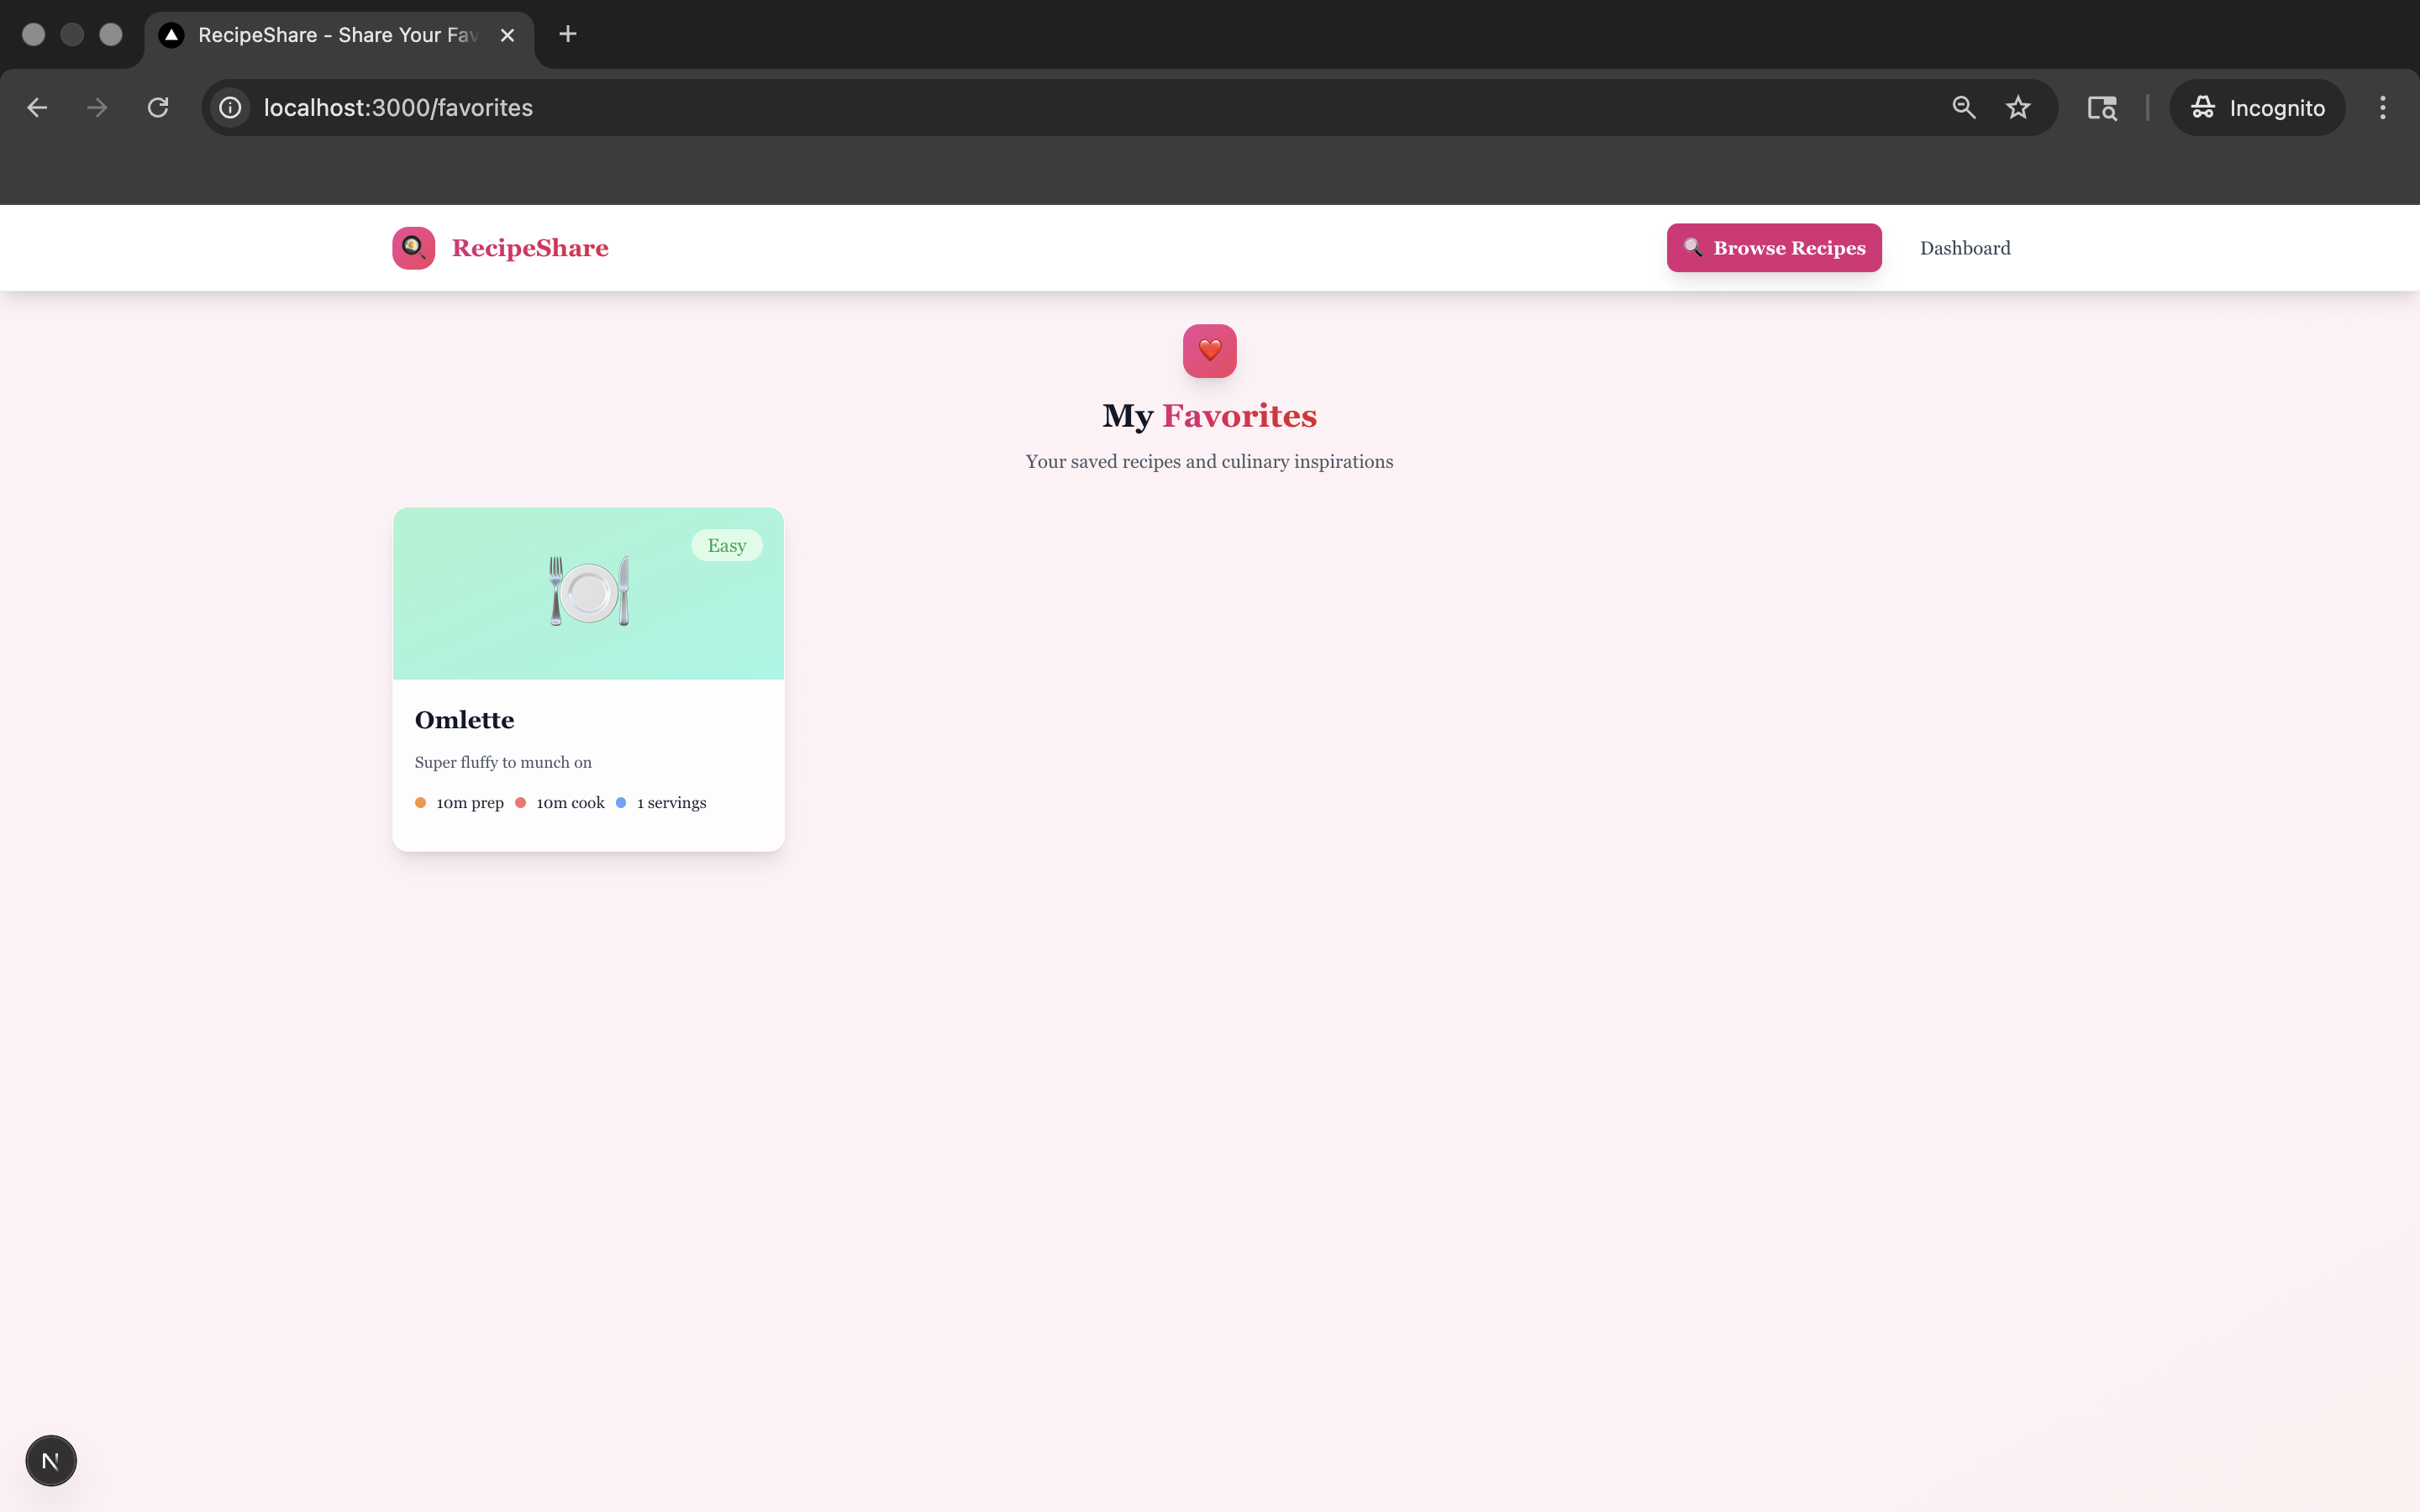 RecipeShare - Share Your Fav
localhost:3000/favorites
Incognito
RecipeShare
Browse Recipes
Dashboard
My Favorites
Your saved recipes and culinary inspirations
Easy
Omlette
Super fluffy to munch on
10m prep 10m cook 1 servings
N